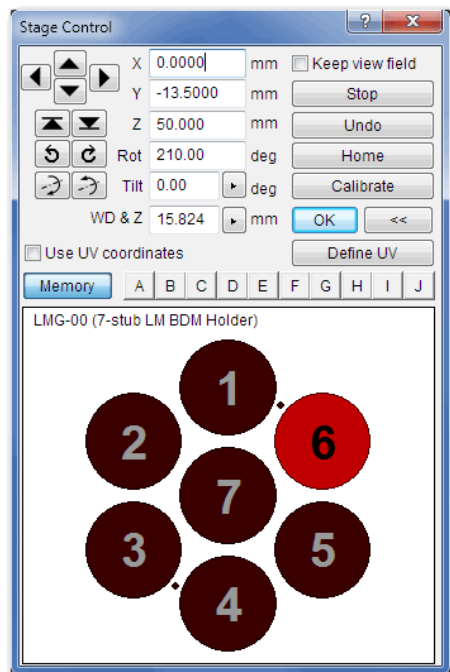 Stage Control
X 0.0000 mm Keep view field
Y -13.5000 mm Stop
Z 50.000 mm Undo
Rot 210.00 deg Home
Tilt 0.00 deg Calibrate
WD & Z 15.824 mm OK <<
Use UV coordinates Define UV
Memory A B C D E F G H I J
LMG-00 (7-stub LM BDM Holder)
1
2 6
7
3 5
4